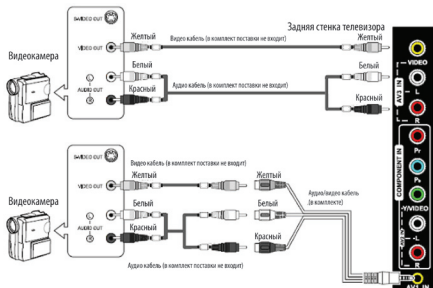 Задняя стенка телевизора
S-VIDEO OUT
Желтый
Видео кабель (в комплект поставки не входит)
Желтый
VIDEO OUT
Видеокамера
Белый
Белый
Аудио кабель (в комплект поставки не входит)
AUDIO OUT
Красный
Красный
VIDEO
L
AV3 IN
R
PR
COMPONENT IN
PB
Y/VIDEO
L
R
AV1 IN
Видео кабель (в комплект поставки не входит)
S-VIDEO OUT
Желтый
Желтый
VIDEO OUT
Аудио/видео кабель
(в комплекте)
Видеокамера
Белый
Белый
AUDIO OUT
Красный
Красный
Аудио кабель (в комплект поставки не входит)